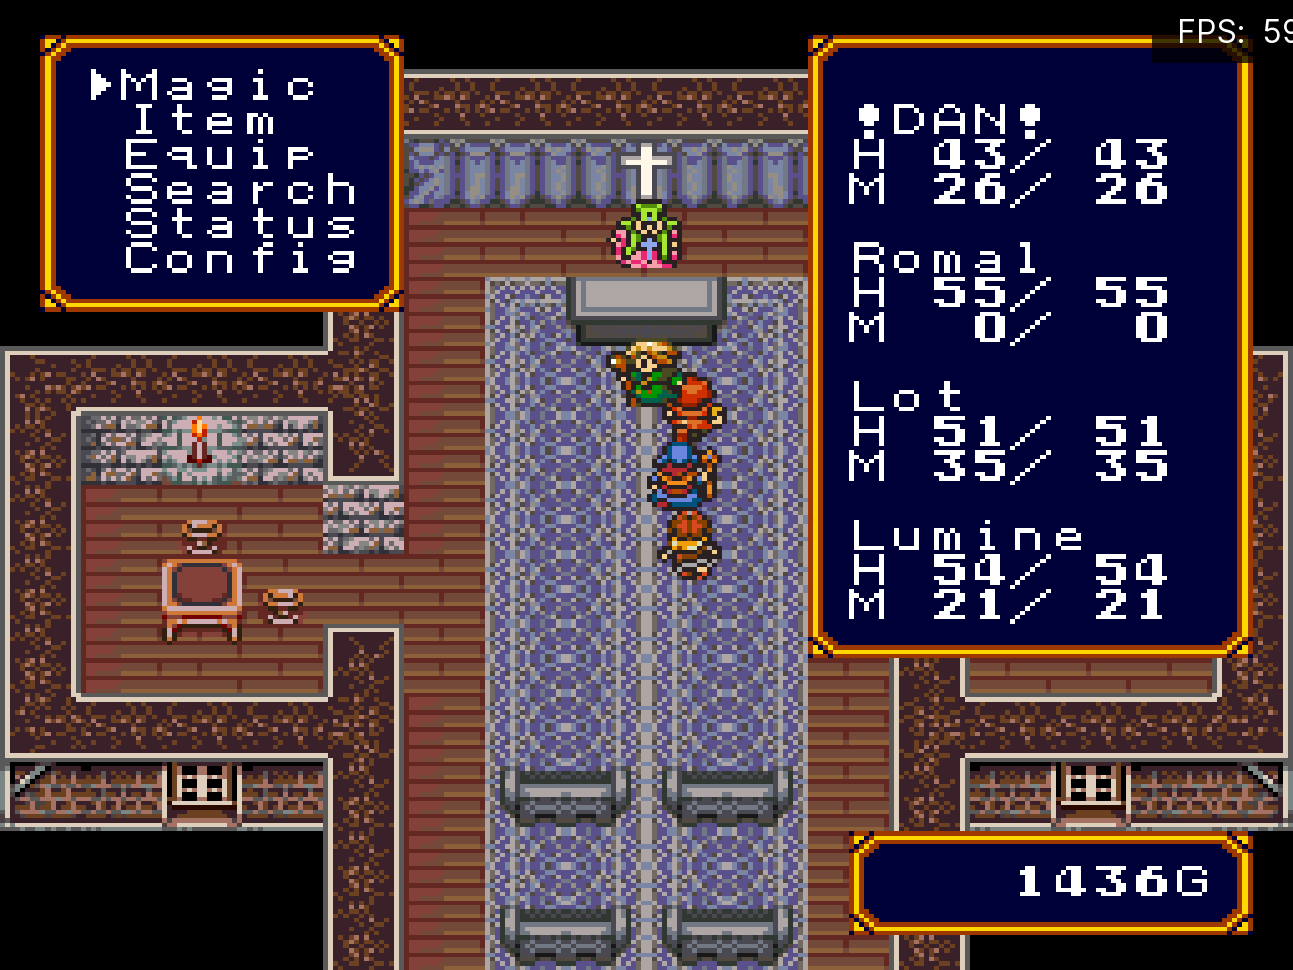 FPS: 59
Magic
Item
Equip
Search
Status
Config
!DAN!
H 43/ 43
M 26/ 26
Romal
H 55/ 55
M 0/ 0
Lot
H 51/ 51
M 35/ 35
Lumine
H 54/ 54
M 21/ 21
1436G